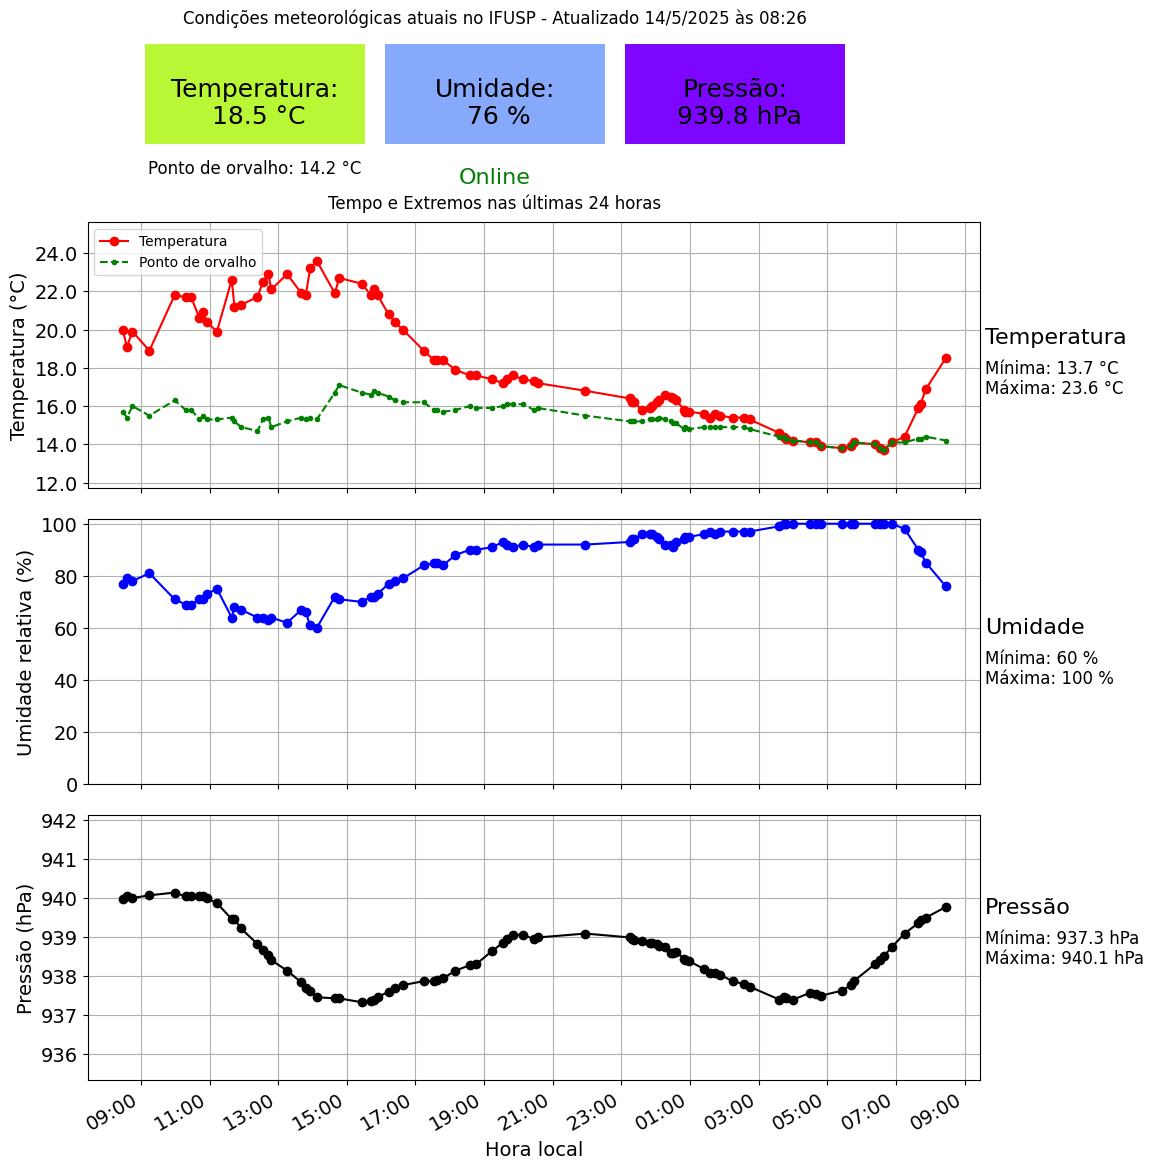 Condições meteorológicas atuais no IFUSP - Atualizado 14/5/2025 às 08:26
Temperatura:
18.5 °C
Umidade:
76 %
Pressão:
939.8 hPa
Ponto de orvalho: 14.2 °C
Online
Tempo e Extremos nas últimas 24 horas
Temperatura (°C)
24.0
22.0
20.0
18.0
16.0
14.0
12.0
Temperatura
Ponto de orvalho
Temperatura
Mínima: 13.7 °C
Máxima: 23.6 °C
Umidade relativa (%)
100
80
60
40
20
0
Umidade
Mínima: 60 %
Máxima: 100 %
Pressão (hPa)
942
941
940
939
938
937
936
Pressão
Mínima: 937.3 hPa
Máxima: 940.1 hPa
09:00
11:00
13:00
15:00
17:00
19:00
21:00
23:00
01:00
03:00
05:00
07:00
09:00
Hora local